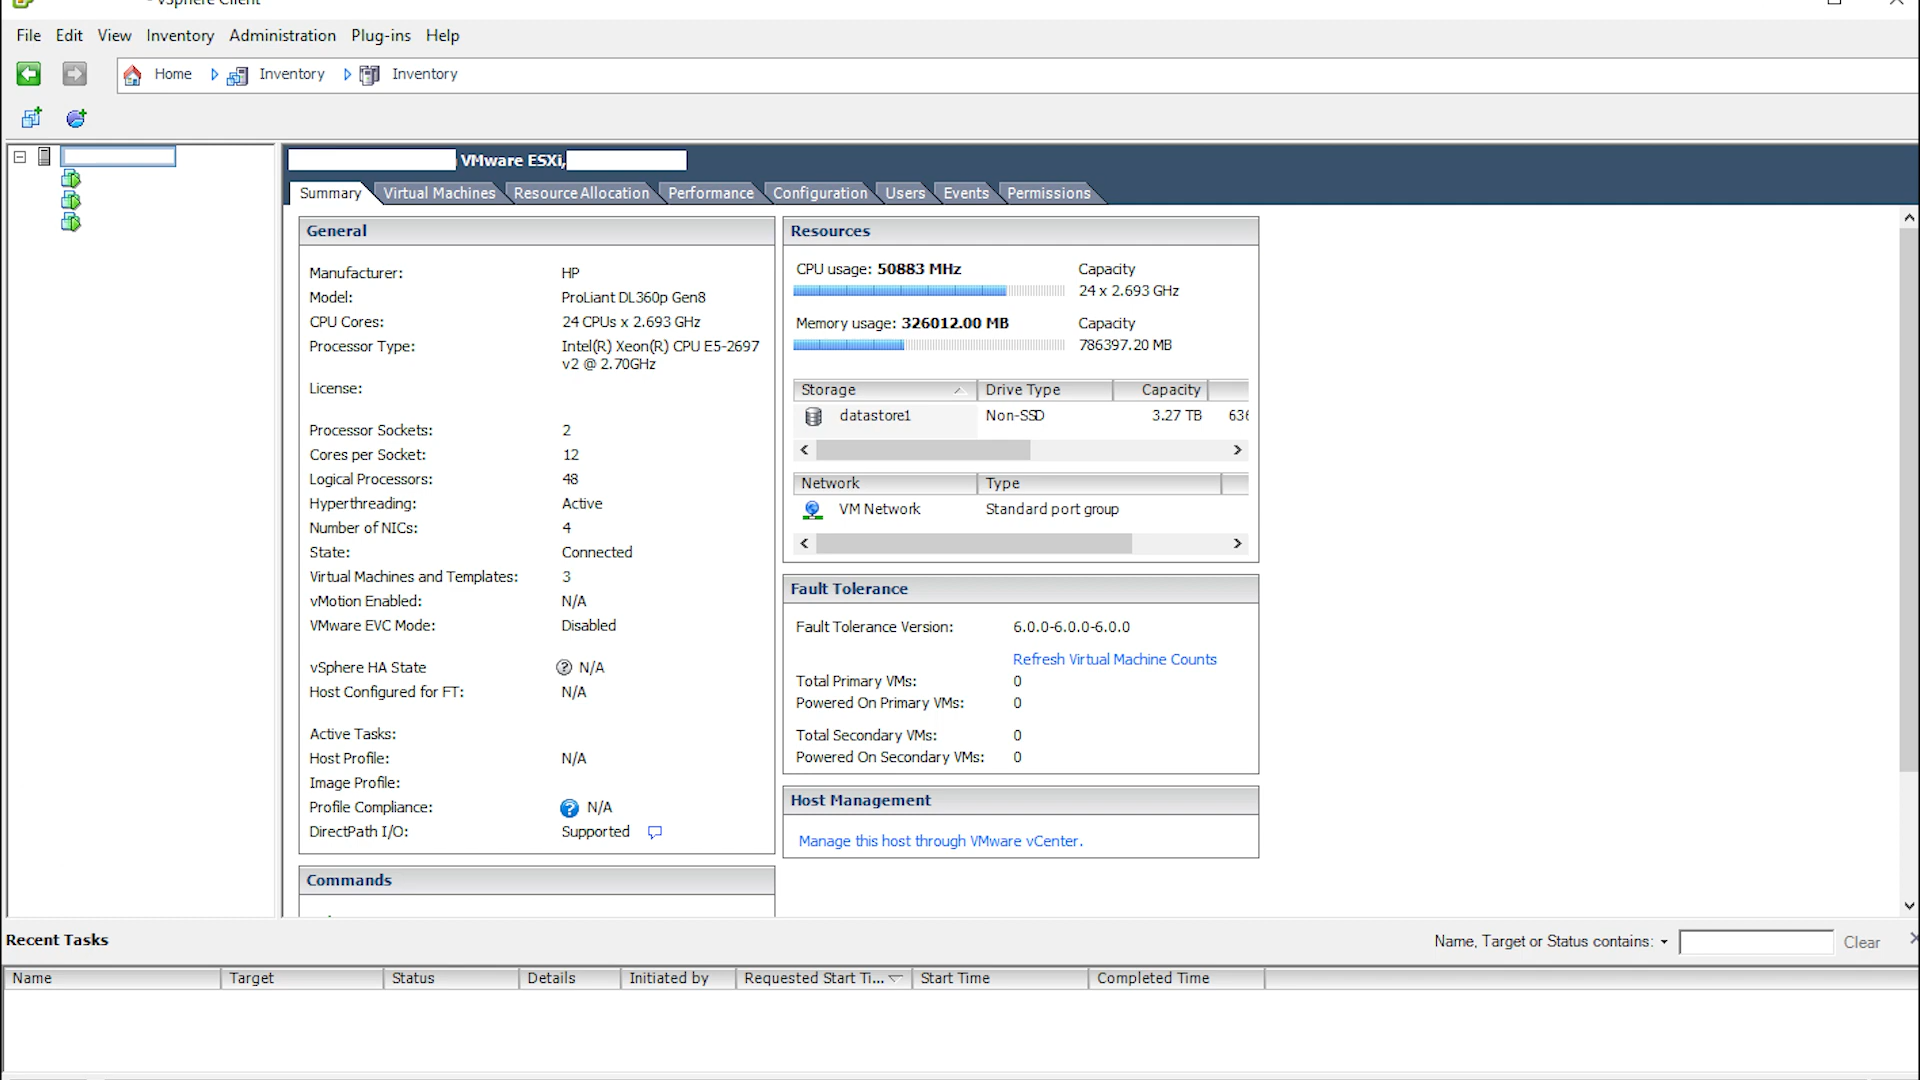 - vSphere Client
File Edit View Inventory Administration Plug-ins Help
Home Inventory Inventory
VMware ESXi,
Summary Virtual Machines Resource Allocation Performance Configuration Users Events Permissions
General
Manufacturer: HP
Model: ProLiant DL360p Gen8
CPU Cores: 24 CPUs x 2.693 GHz
Processor Type: Intel(R) Xeon(R) CPU E5-2697
v2 @ 2.70GHz
License:
Processor Sockets: 2
Cores per Socket: 12
Logical Processors: 48
Hyperthreading: Active
Number of NICs: 4
State: Connected
Virtual Machines and Templates: 3
vMotion Enabled: N/A
VMware EVC Mode: Disabled
vSphere HA State ? N/A
Host Configured for FT: N/A
Active Tasks:
Host Profile: N/A
Image Profile:
Profile Compliance: ? N/A
DirectPath I/O: Supported
Commands
Resources
CPU usage: 50883 MHz Capacity
24 x 2.693 GHz
Memory usage: 326012.00 MB Capacity
786397.20 MB
Storage Drive Type Capacity
datastore1 Non-SSD 3.27 TB 636
Network Type
VM Network Standard port group
Fault Tolerance
Fault Tolerance Version: 6.0.0-6.0.0-6.0.0
Refresh Virtual Machine Counts
Total Primary VMs: 0
Powered On Primary VMs: 0
Total Secondary VMs: 0
Powered On Secondary VMs: 0
Host Management
Manage this host through VMware vCenter.
Recent Tasks Name, Target or Status contains: Clear
Name Target Status Details Initiated by Requested Start Ti... Start Time Completed Time